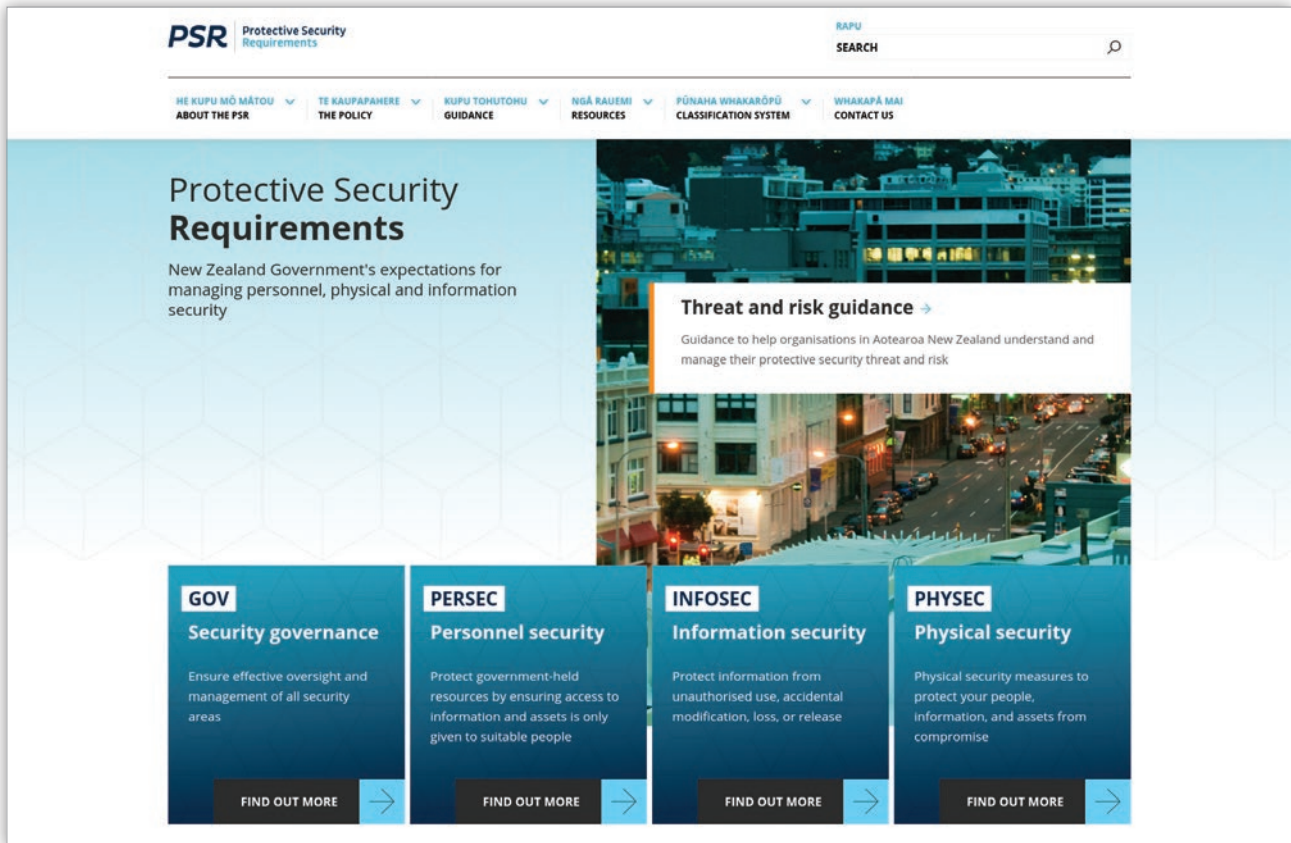 PSR Protective Security
Requirements
RAPU
SEARCH
HE KUPU MŌ MĀTOU
ABOUT THE PSR
TE KAUPAPAHERE
THE POLICY
KUPU TOHUTOHU
GUIDANCE
NGĀ RAUEMI
RESOURCES
PŪNAHA WHAKARŌPŪ
CLASSIFICATION SYSTEM
WHAKAPĀ MAI
CONTACT US
Protective Security
Requirements
New Zealand Government's expectations for
managing personnel, physical and information
security
Threat and risk guidance →
Guidance to help organisations in Aotearoa New Zealand understand and
manage their protective security threat and risk
GOV
Security governance
Ensure effective oversight and
management of all security
areas
FIND OUT MORE
PERSEC
Personnel security
Protect government-held
resources by ensuring access to
information and assets is only
given to suitable people
FIND OUT MORE
INFOSEC
Information security
Protect information from
unauthorised use, accidental
modification, loss, or release
FIND OUT MORE
PHYSEC
Physical security
Physical security measures to
protect your people,
information, and assets from
compromise
FIND OUT MORE